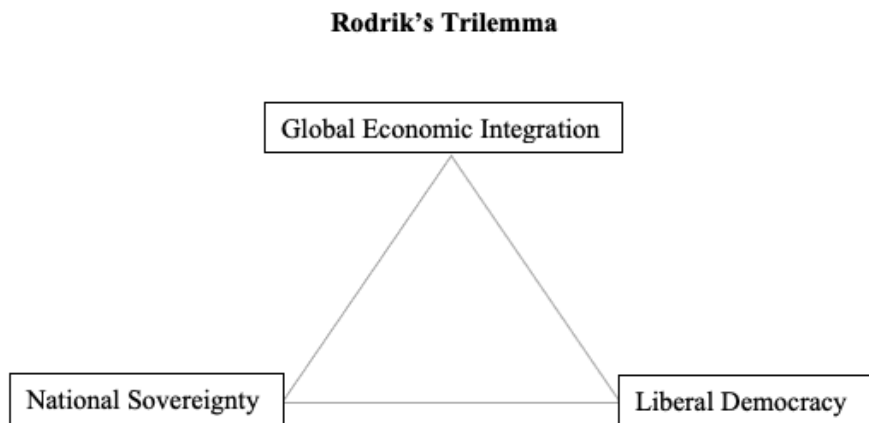 Rodrik's Trilemma
Global Economic Integration
National Sovereignty
Liberal Democracy